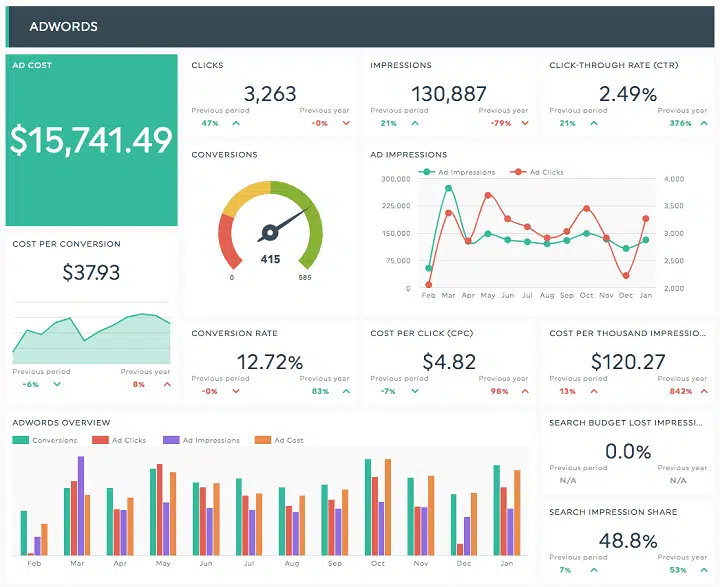 ADWORDS
AD COST
$15,741.49
CLICKS
3,263
Previous period
Previous year
47%
-0%
IMPRESSIONS
130,887
Previous period
Previous year
21%
-79%
CLICK-THROUGH RATE (CTR)
2.49%
Previous period
Previous year
21%
376%
COST PER CONVERSION
$37.93
Previous period
Previous year
-6%
8%
CONVERSIONS
415
0
585
AD IMPRESSIONS
Ad Impressions
Ad Clicks
300,000
225,000
150,000
75,000
0
4,000
3,500
3,000
2,500
2,000
Feb Mar Apr May Jun Jul Aug Sep Oct Nov Dec Jan
CONVERSION RATE
12.72%
Previous period
Previous year
-0%
83%
COST PER CLICK (CPC)
$4.82
Previous period
Previous year
-7%
98%
COST PER THOUSAND IMPRESSIO...
$120.27
Previous period
Previous year
13%
842%
ADWORDS OVERVIEW
Conversions
Ad Clicks
Ad Impressions
Ad Cost
Feb Mar Apr May Jun Jul Aug Sep Oct Nov Dec Jan
SEARCH BUDGET LOST IMPRESSI...
0.0%
Previous period
Previous year
N/A
N/A
SEARCH IMPRESSION SHARE
48.8%
Previous period
Previous year
7%
53%